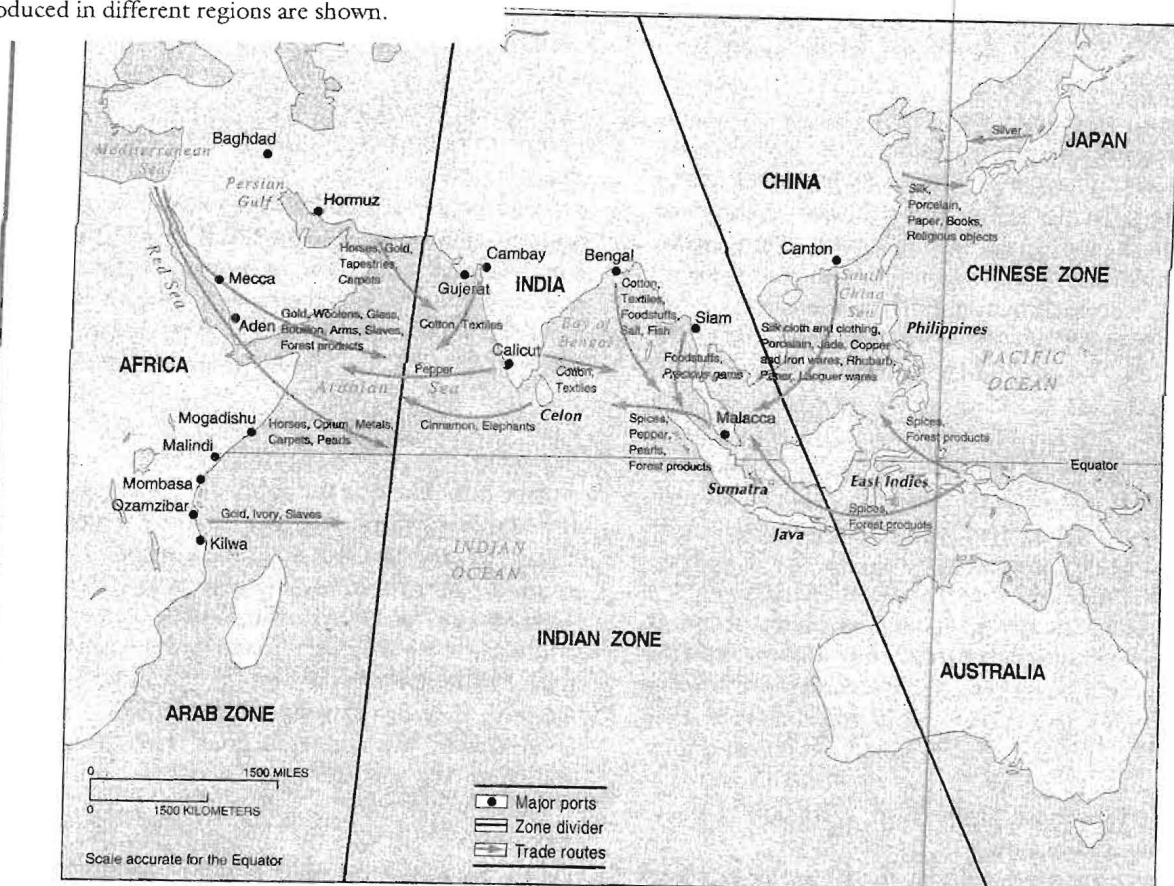 oduced in different regions are shown.
Baghdad
Mediterranean
Sea
Persian
Gulf
Hormuz
Red Sea
Mecca
Aden
Horses, Gold,
Tapestries,
Carpets
Gold, Woolens, Glass,
Boullion, Arms, Slaves,
Forest products
AFRICA
Arabian Sea
Cambay
Gujerat
INDIA
Cotton, Textiles
Pepper
Calicut
Cinnamon, Elephants
Celon
Cotton,
Textiles
Bengal
Cotton,
Textiles,
Foodstuffs,
Salt, Fish
Bay of
Bengal
Siam
Foodstuffs,
Precious gems
CHINA
Canton
South
China
Sea
Silver
JAPAN
Silk,
Porcelain,
Paper, Books,
Religious objects
CHINESE ZONE
Silk cloth and clothing,
Porcelain, Jade, Copper
and Iron wares, Rhubarb,
Paper, Lacquer wares
Philippines
PACIFIC
OCEAN
Mogadishu
Malindi
Mombasa
Qzamzibar
Kilwa
Horses, Opium, Metals,
Carpets, Pearls
Gold, Ivory, Slaves
Spices,
Pepper,
Pearls,
Forest products
Malacca
Sumatra
Java
East Indies
Spices,
Forest products
Spices,
Forest products
Equator
INDIAN
OCEAN
INDIAN ZONE
AUSTRALIA
ARAB ZONE
0 1500 MILES
0 1500 KILOMETERS
Scale accurate for the Equator
Major ports
Zone divider
Trade routes